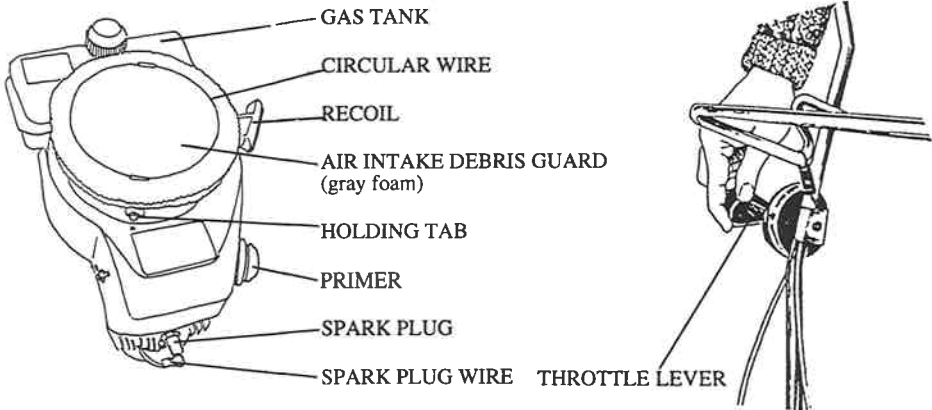 GAS TANK
CIRCULAR WIRE
RECOIL
AIR INTAKE DEBRIS GUARD
(gray foam)
HOLDING TAB
PRIMER
SPARK PLUG
SPARK PLUG WIRE
THROTTLE LEVER